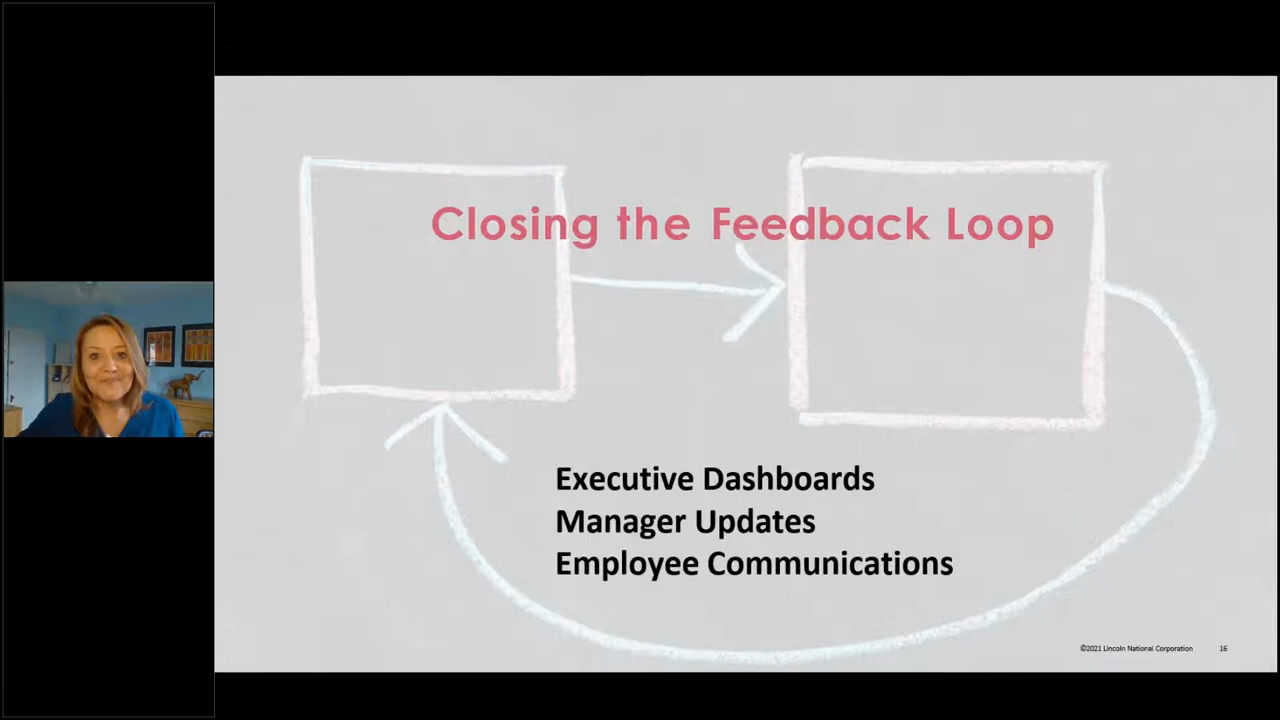 Closing the Feedback Loop
Executive Dashboards
Manager Updates
Employee Communications
©2021 Lincoln National Corporation 16